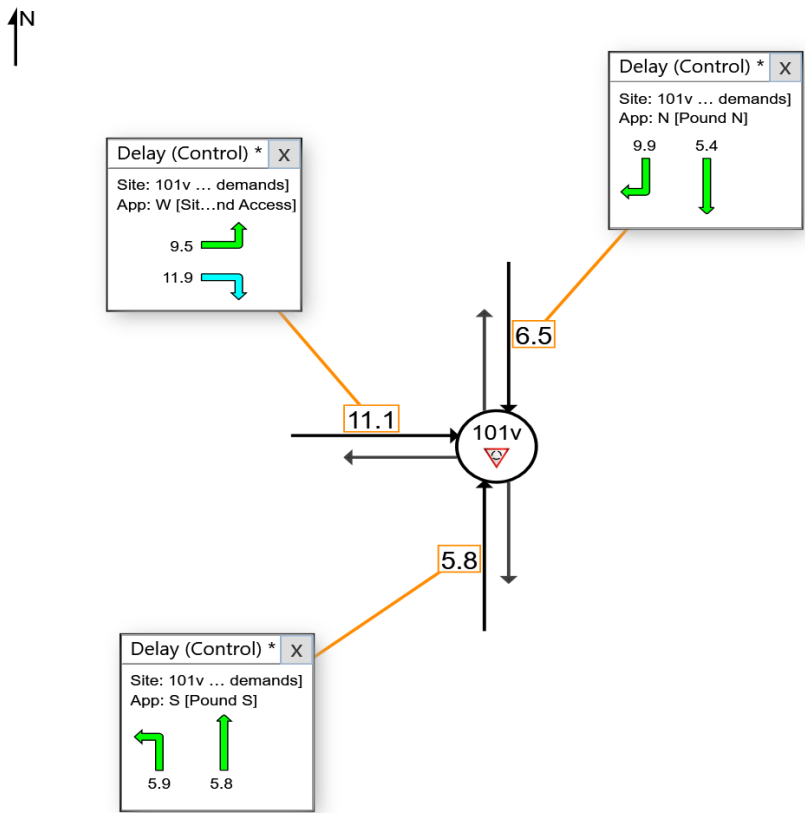 N
Delay (Control) * x
Site: 101v ... demands]
App: N [Pound N]
9.9 5.4
Delay (Control) * x
Site: 101v ... demands]
App: W [Sit...nd Access]
9.5
11.9
6.5
11.1
101v
5.8
Delay (Control) * x
Site: 101v ... demands]
App: S [Pound S]
5.9 5.8